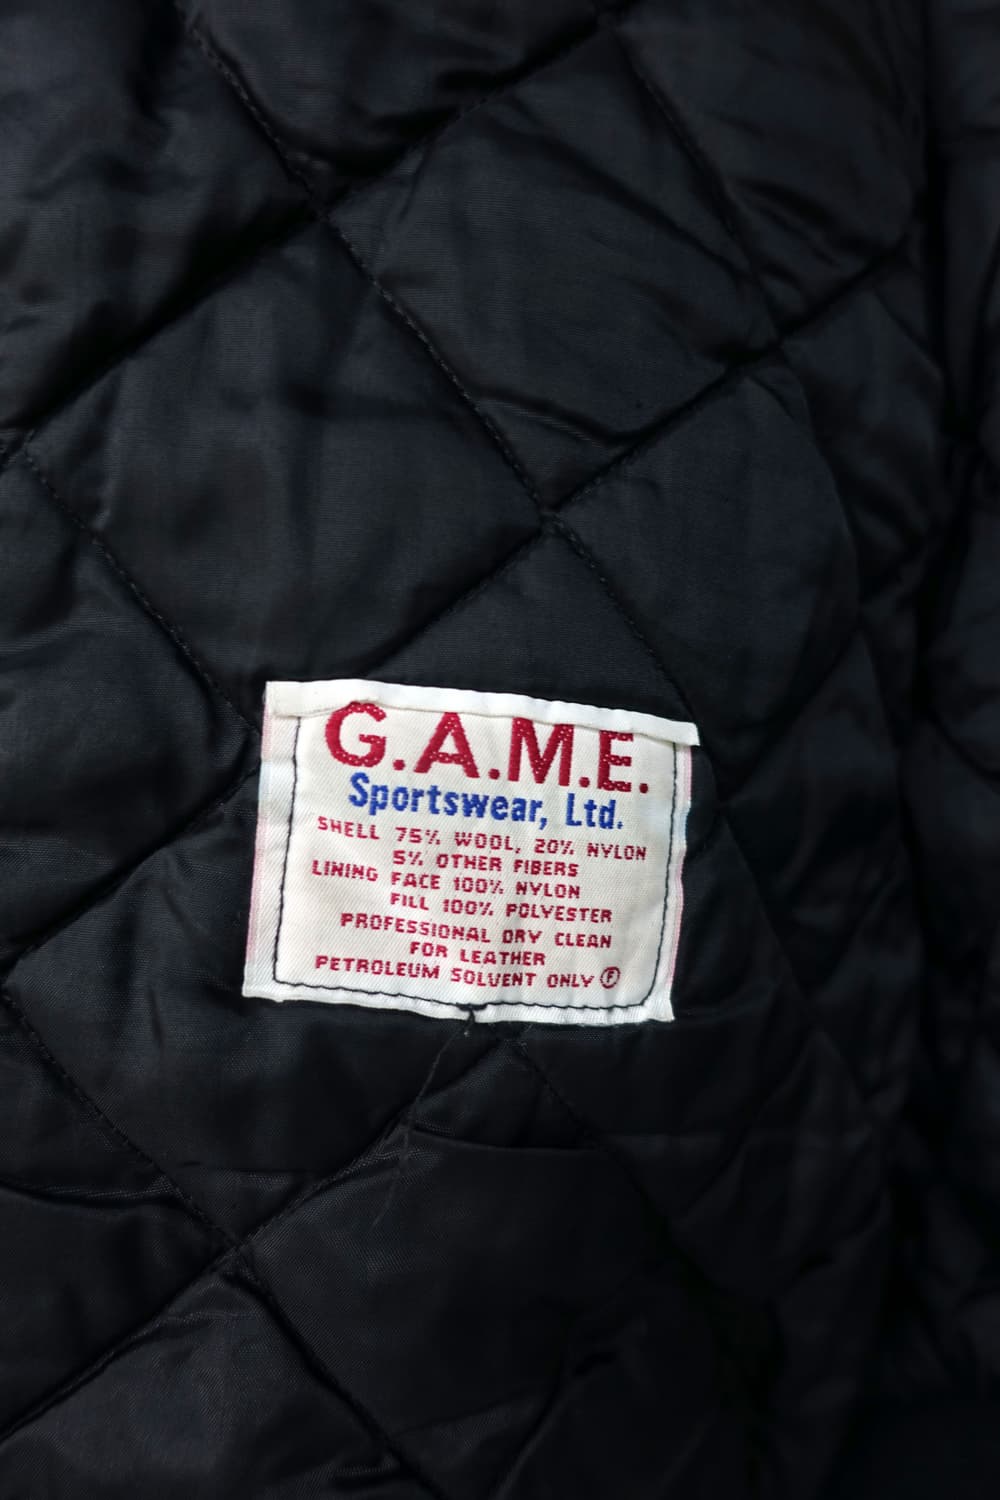 G.A.M.E.
Sportswear, Ltd.
SHELL 75% WOOL, 20% NYLON
5% OTHER FIBERS
LINING FACE 100% NYLON
FILL 100% POLYESTER
PROFESSIONAL DRY CLEAN
FOR LEATHER
PETROLEUM SOLVENT ONLY Ⓕ